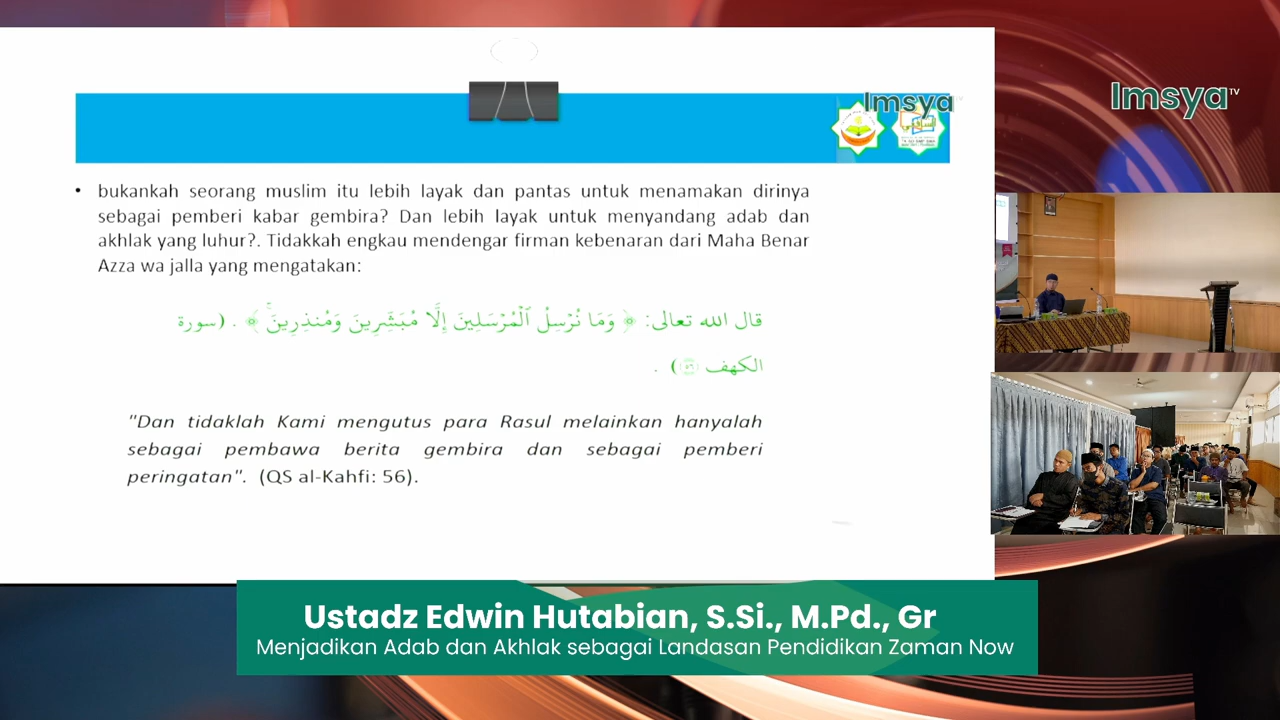 Imsya
Imsya TV
• bukankah seorang muslim itu lebih layak dan pantas untuk menamakan dirinya
sebagai pemberi kabar gembira? Dan lebih layak untuk menyandang adab dan
akhlak yang luhur?. Tidakkah engkau mendengar firman kebenaran dari Maha Benar
Azza wa jalla yang mengatakan:
قال الله تعالى: ﴿ وَمَا نُرْسِلُ ٱلْمُرْسَلِينَ إِلَّا مُبَشِّرِينَ وَمُنذِرِينَۚ ﴾ . (سورة
الكهف ٥٦) .
"Dan tidaklah Kami mengutus para Rasul melainkan hanyalah
sebagai pembawa berita gembira dan sebagai pemberi
peringatan". (QS al-Kahfi: 56).
Ustadz Edwin Hutabian, S.Si., M.Pd., Gr
Menjadikan Adab dan Akhlak sebagai Landasan Pendidikan Zaman Now